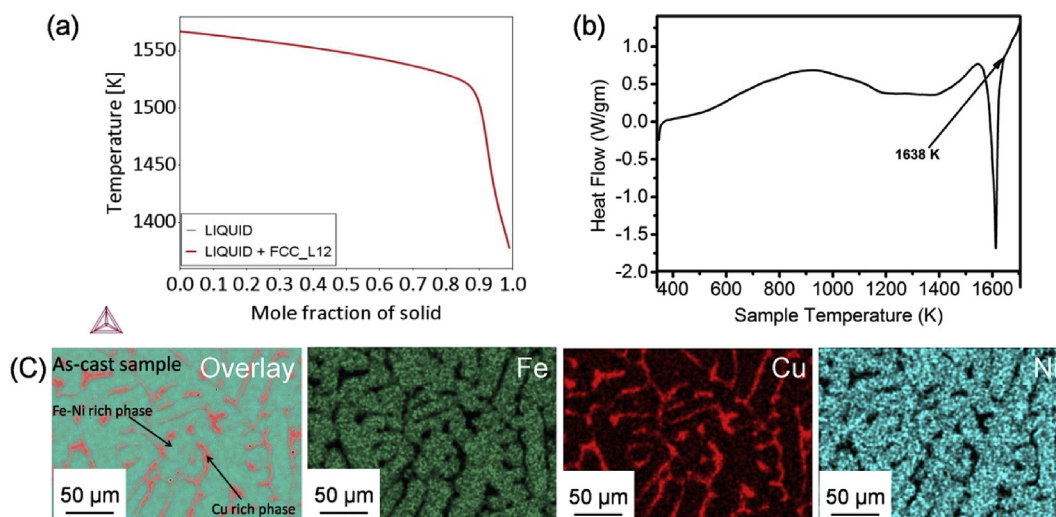 (a)
Temperature [K]
1550
1500
1450
1400
LIQUID
LIQUID + FCC_L12
0.0 0.1 0.2 0.3 0.4 0.5 0.6 0.7 0.8 0.9 1.0
Mole fraction of solid
(b)
Heat Flow (W/gm)
1.0
0.5
0.0
-0.5
-1.0
-1.5
-2.0
1638 K
400 600 800 1000 1200 1400 1600
Sample Temperature (K)
(C)
As-cast sample
Overlay
Fe-Ni rich phase
Cu rich phase
50 µm
Fe
50 µm
Cu
50 µm
Ni
50 µm